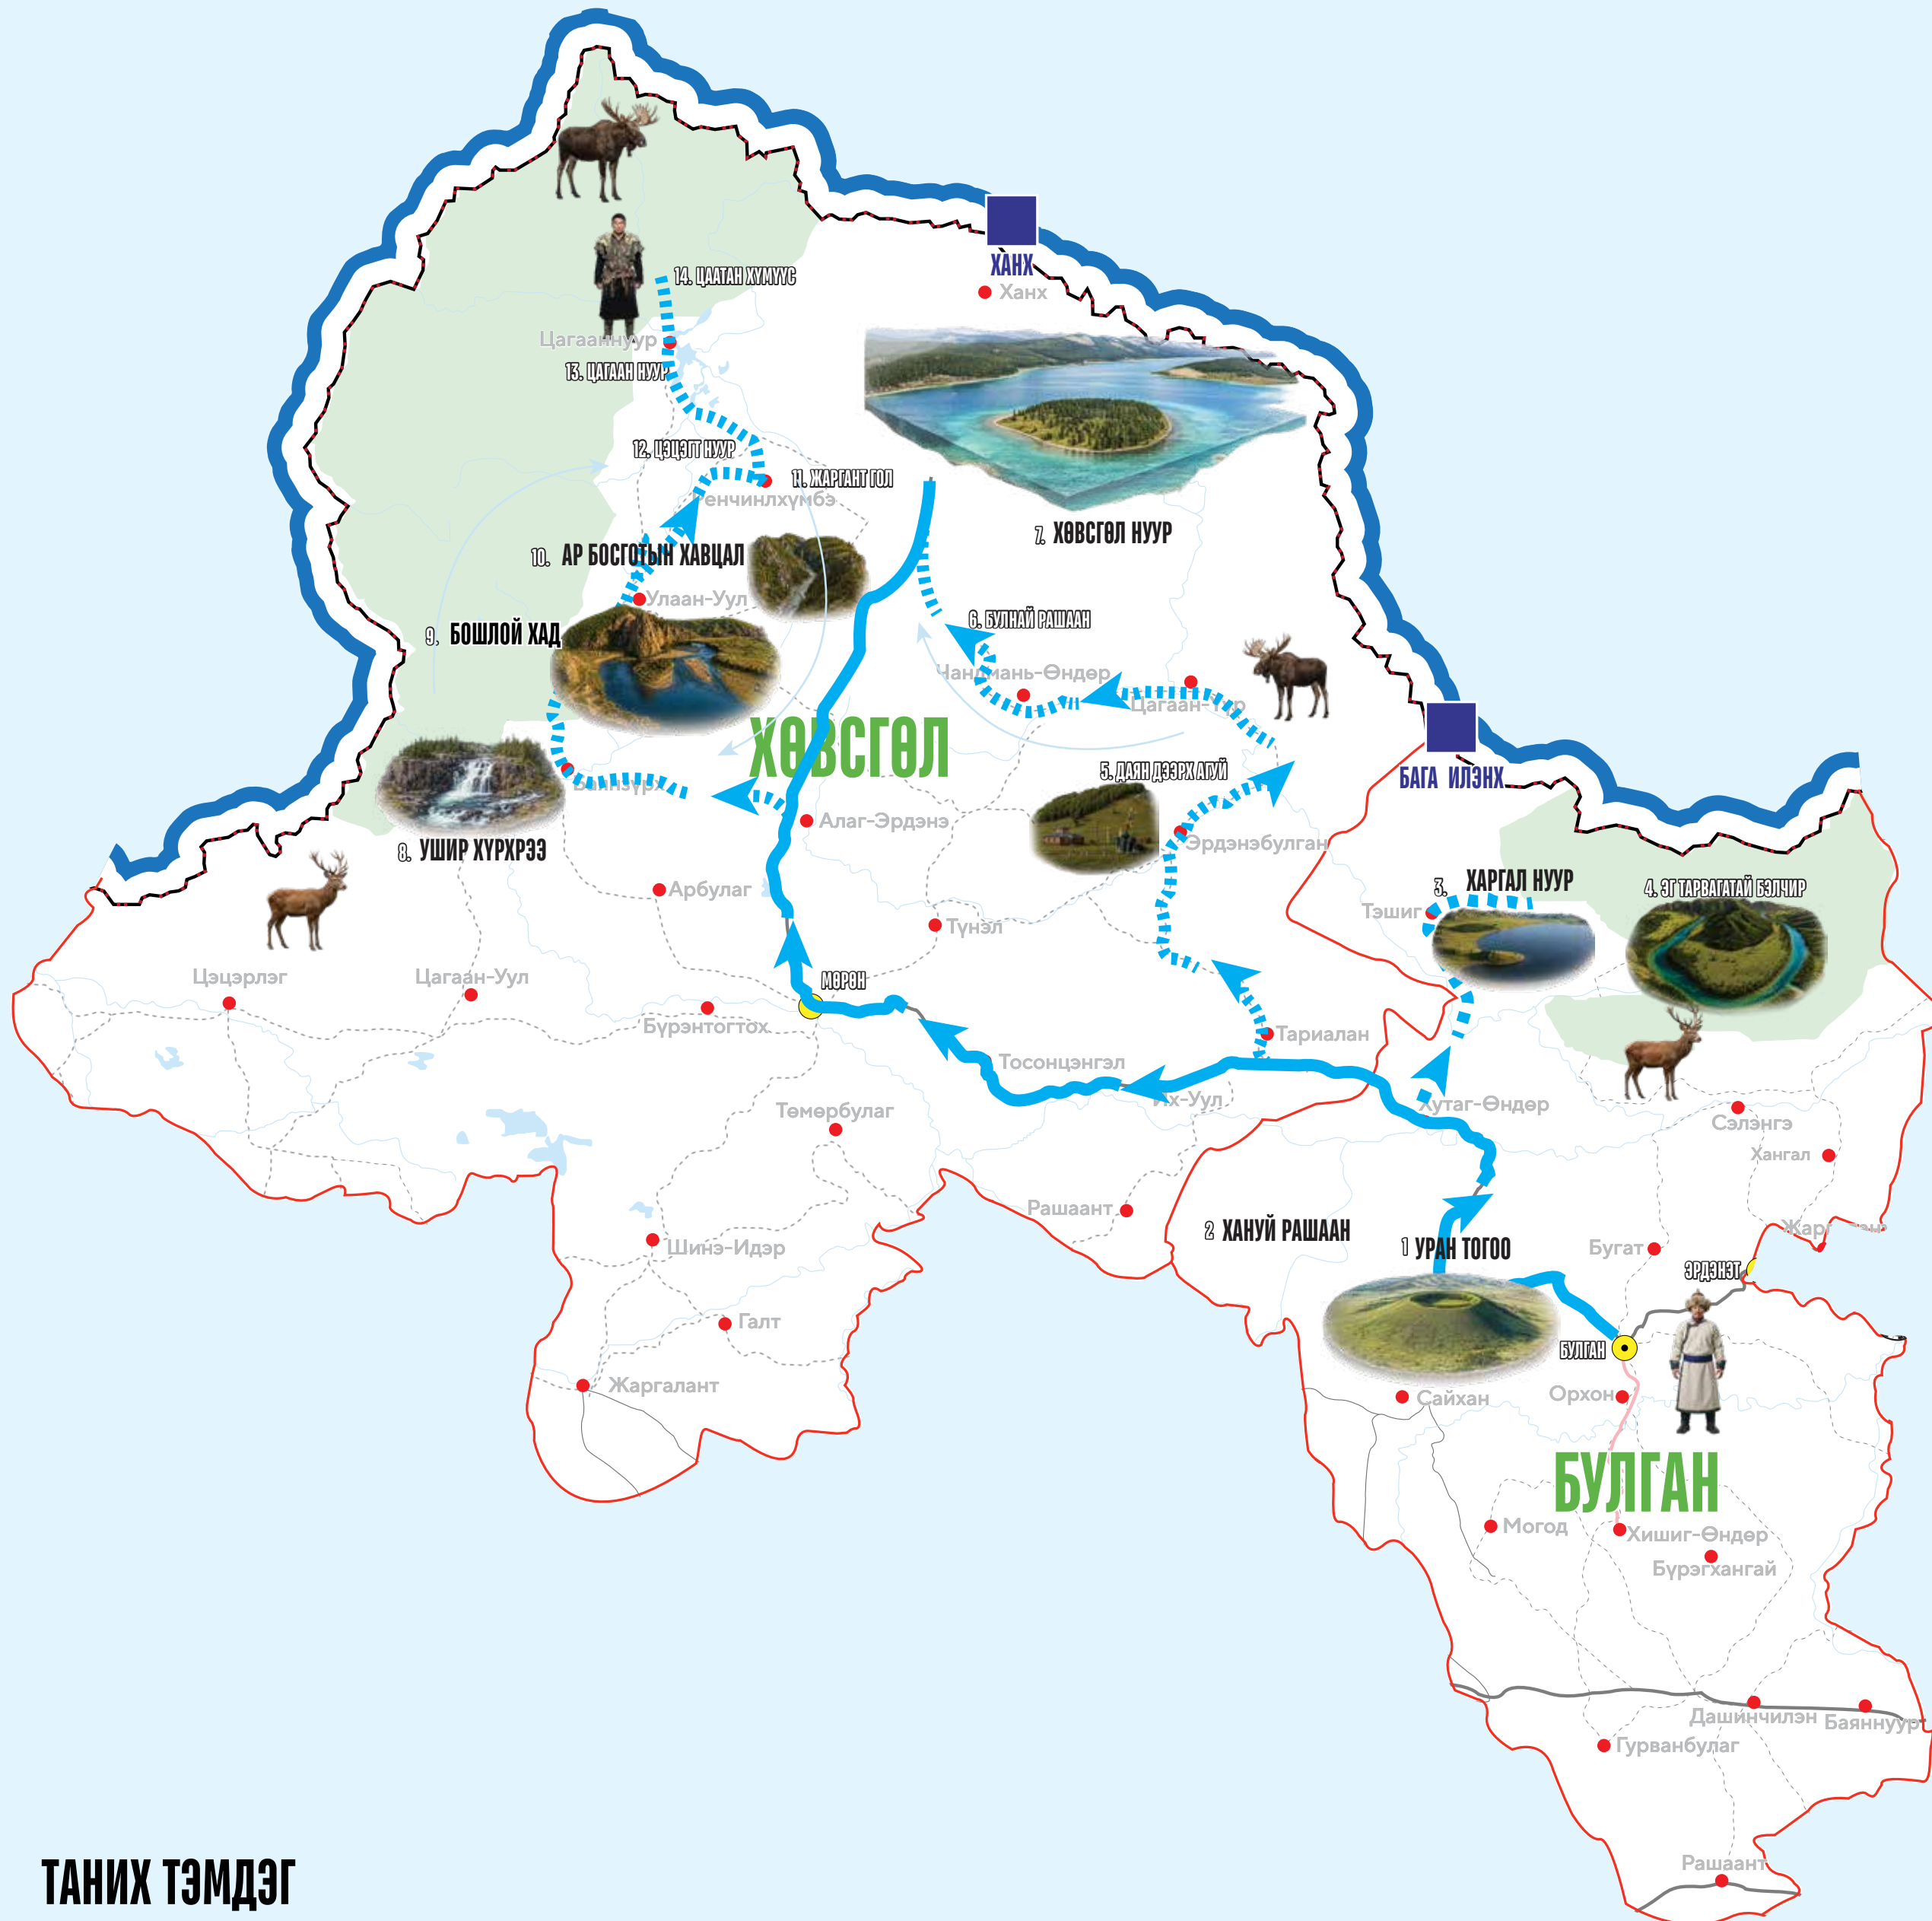 ХАНХ
Ханх
14. ЦААТАН ХҮМҮҮС
Цагааннуур
13. ЦАГААН НУУР
12. ЦЭЦЭГТ НУУР
11. ЖАРГАНТ ГОЛ
Ренчинлхүмбэ
7. ХӨВСГӨЛ НУУР
10. АР БОСГОТЫН ХАВЦАЛ
Улаан-Уул
9. БОШЛОЙ ХАД
6. БУЛНАЙ РАШААН
Чандмань-Өндөр
Цагаан-Үүр
ХӨВСГӨЛ
БАГА ИЛЭНХ
5. ДАЯН ДЭЭРХ АГУЙ
Баянзүрх
Алаг-Эрдэнэ
Эрдэнэбулган
8. УШИР ХҮРХРЭЭ
Арбулаг
3. ХАРГАЛ НУУР
4. ЭГ ТАРВАГАТАЙ БЭЛЧИР
Тэшиг
Түнэл
Цэцэрлэг
Цагаан-Уул
МӨРӨН
Бүрэнтогтох
Тариалан
Тосонцэнгэл
Их-Уул
Хутаг-Өндөр
Төмөрбулаг
Сэлэнгэ
Хангал
Рашаант
2 ХАНУЙ РАШААН
1 УРАН ТОГОО
Бугат
Шинэ-Идэр
ЭРДЭНЭТ
Галт
БУЛГАН
Жаргалант
Сайхан
Орхон
БУЛГАН
Могод
Хишиг-Өндөр
Бүрэгхангай
Дашинчилэн
Баяннуур
Гурванбулаг
Рашаант
ТАНИХ ТЭМДЭГ